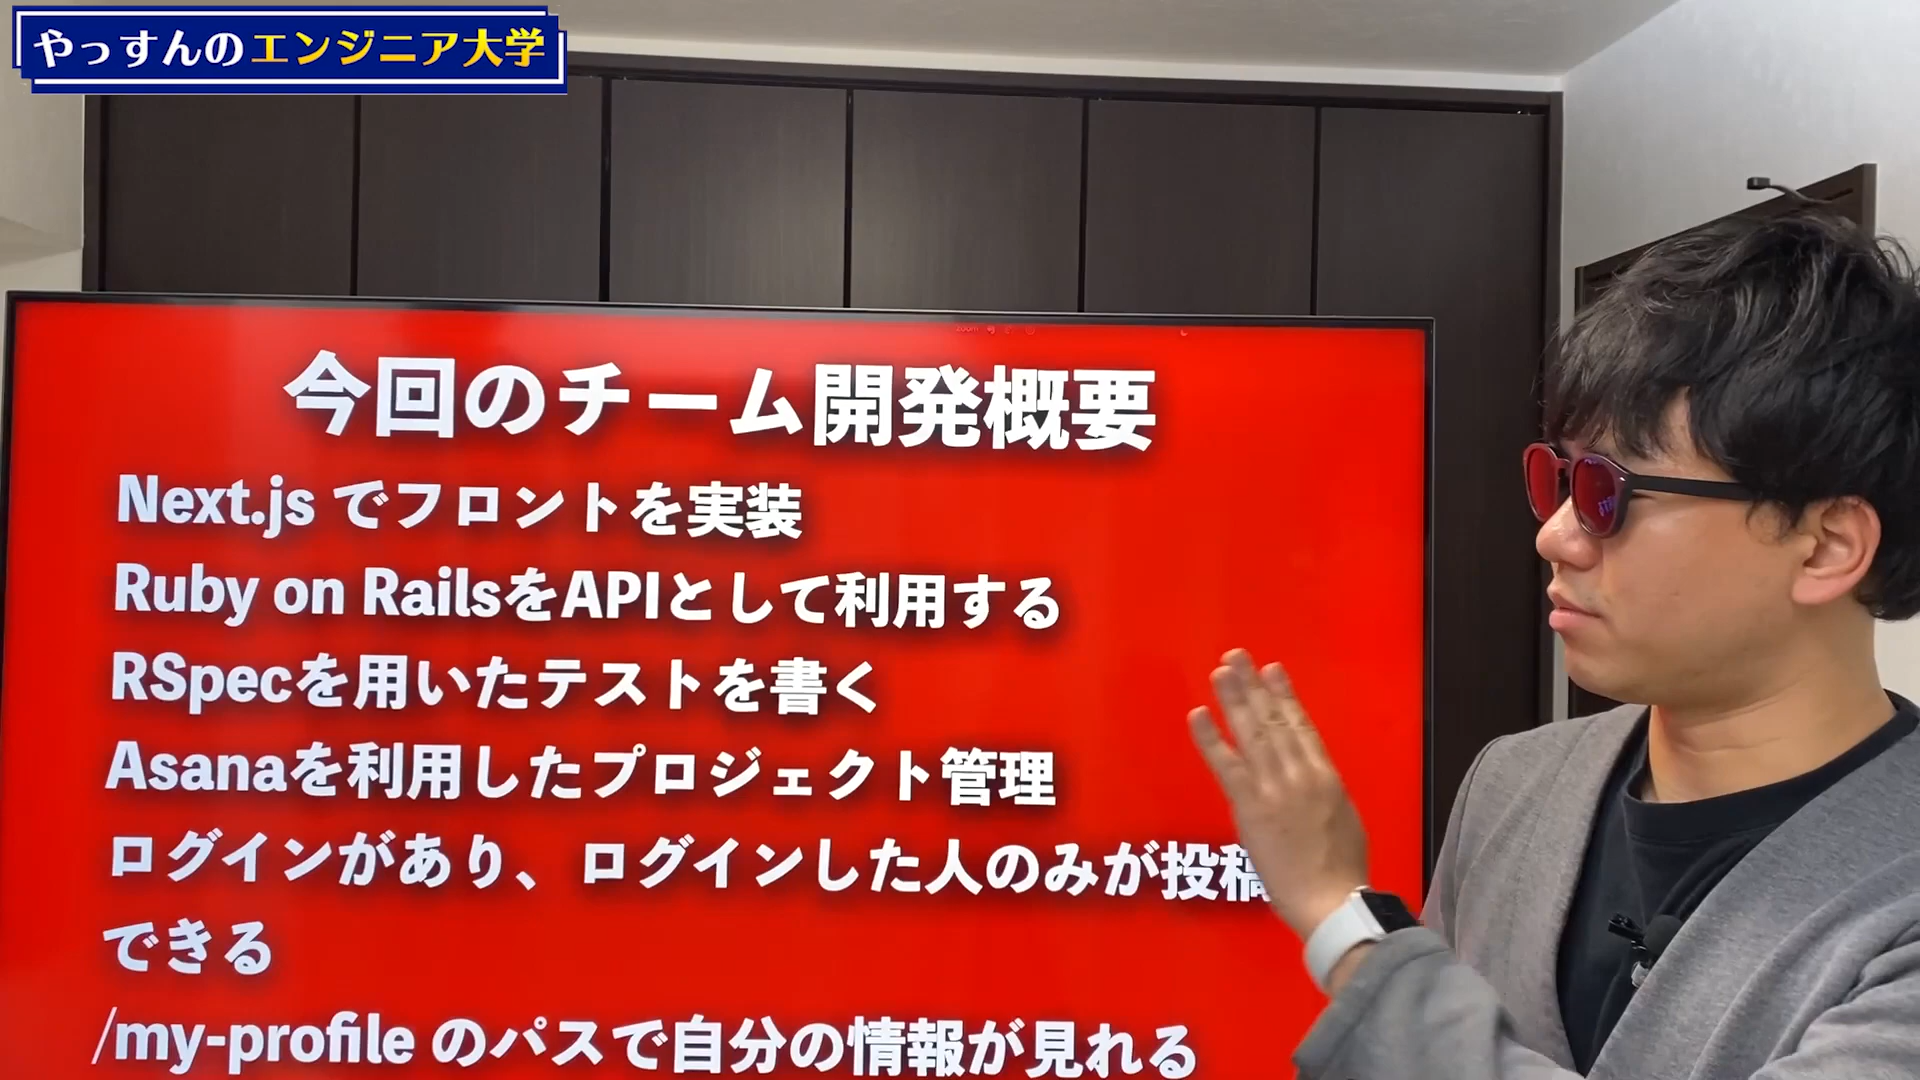 やっすんのエンジニア大学
zoom
今回のチーム開発概要
Next.js でフロントを実装
Ruby on RailsをAPIとして利用する
RSpecを用いたテストを書く
Asanaを利用したプロジェクト管理
ログインがあり、ログインした人のみが投稿
できる
/my-profile のパスで自分の情報が見れる